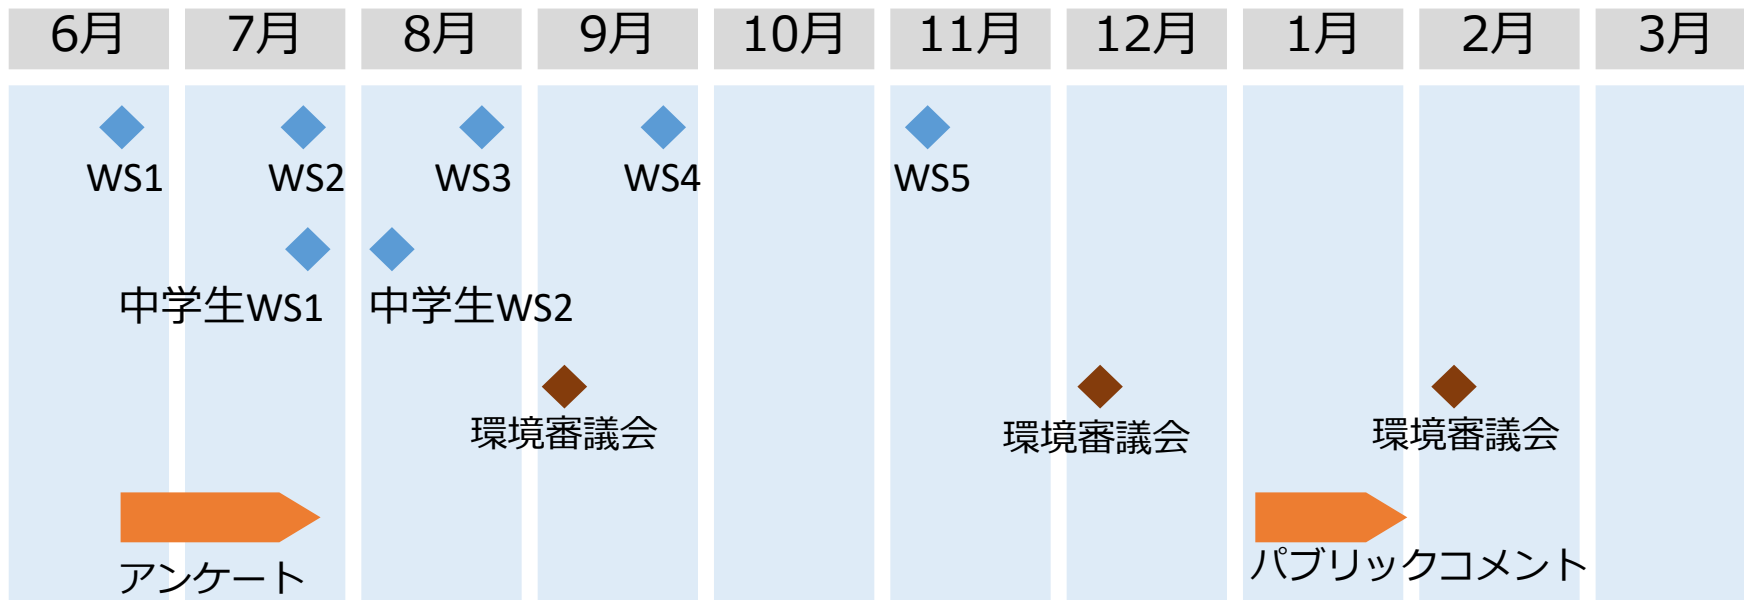 6月 7月 8月 9月 10月 11月 12月 1月 2月 3月
WS1 WS2 WS3 WS4 WS5
中学生WS1 中学生WS2
環境審議会 環境審議会 環境審議会
アンケート パブリックコメント